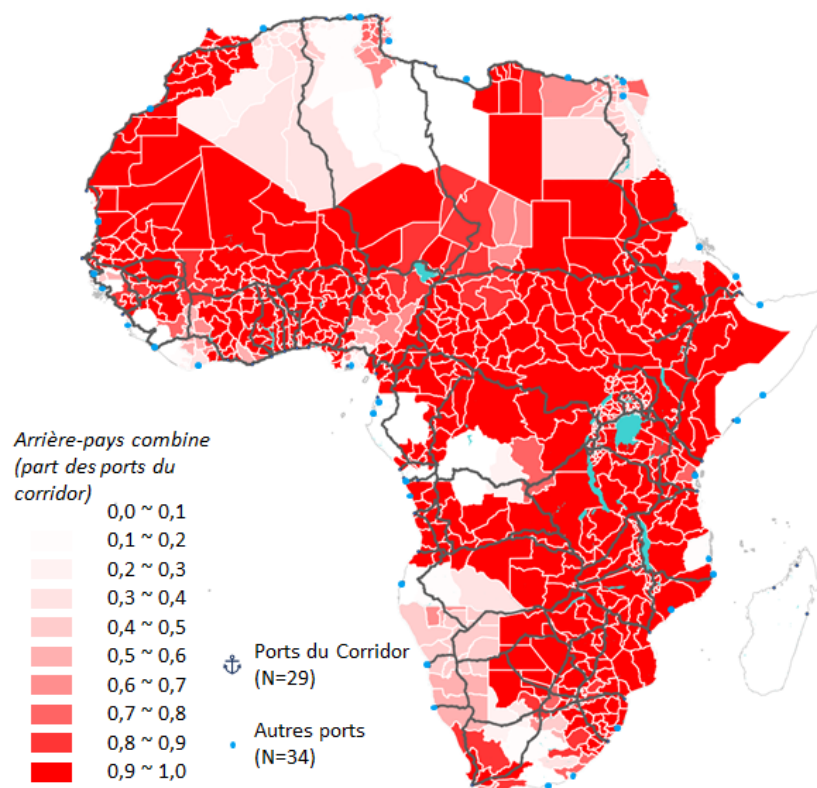 Arrière-pays combine
(part des ports du
corridor)
0,0 ~ 0,1
0,1 ~ 0,2
0,2 ~ 0,3
0,3 ~ 0,4
0,4 ~ 0,5
0,5 ~ 0,6
0,6 ~ 0,7
0,7 ~ 0,8
0,8 ~ 0,9
0,9 ~ 1,0
Ports du Corridor
(N=29)
Autres ports
(N=34)